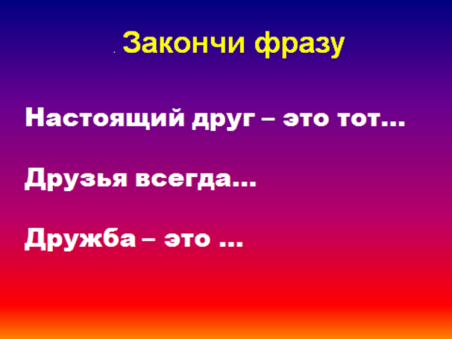 . Закончи фразу
Настоящий друг – это тот...
Друзья всегда...
Дружба – это ...